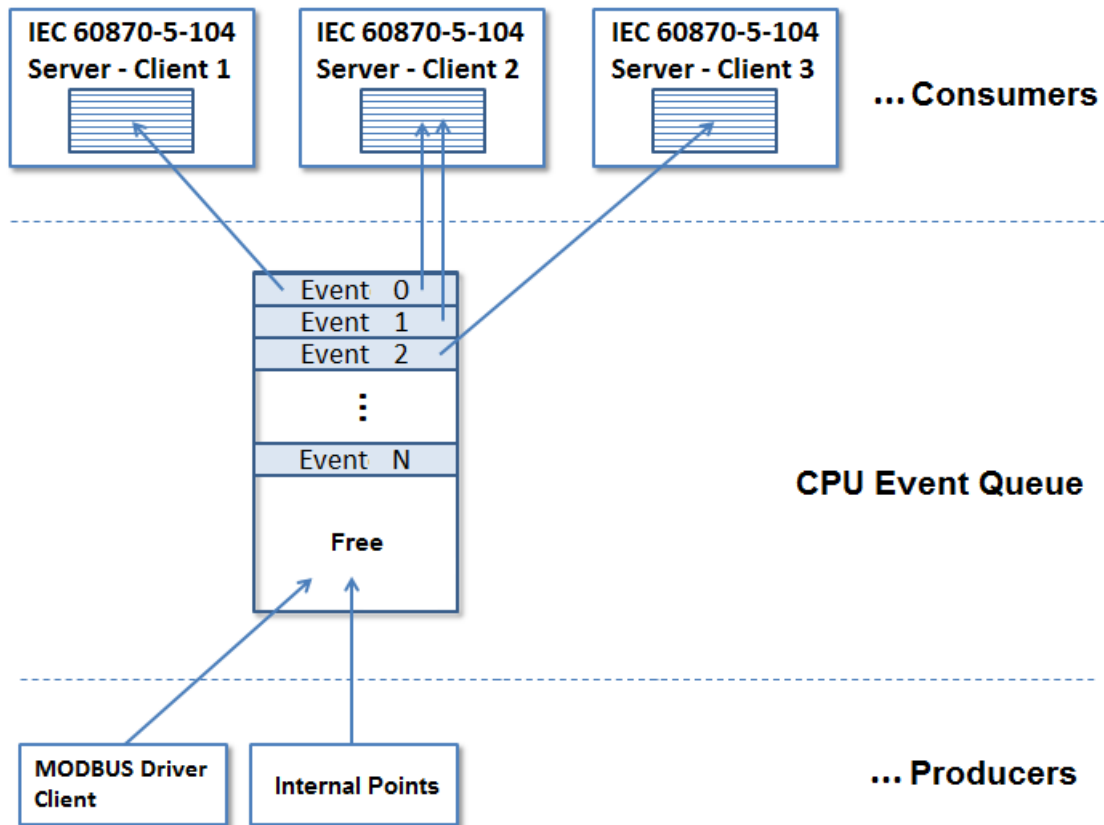 IEC 60870-5-104
Server - Client 1
IEC 60870-5-104
Server - Client 2
IEC 60870-5-104
Server - Client 3
... Consumers
Event 0
Event 1
Event 2
⋮
Event N
Free
CPU Event Queue
MODBUS Driver
Client
Internal Points
... Producers